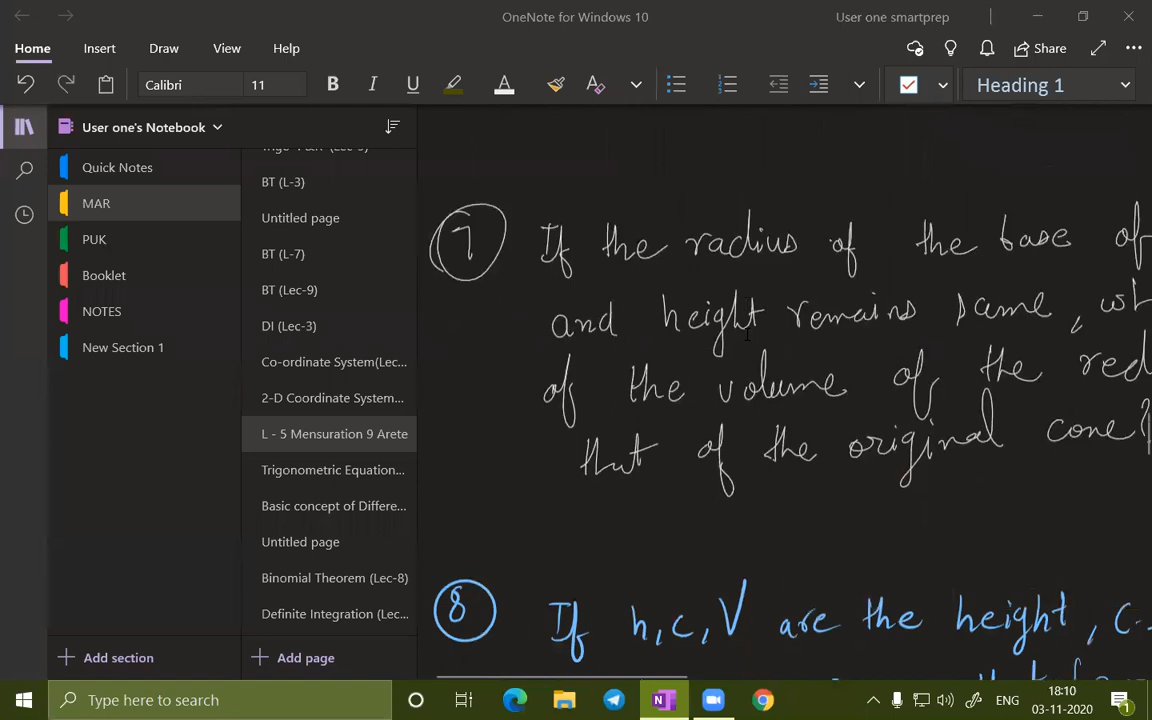 OneNote for Windows 10
User one smartprep
Home
Insert
Draw
View
Help
Share
Calibri
11
B
I
U
A
A
Heading 1
User one's Notebook
Quick Notes
MAR
PUK
Booklet
NOTES
New Section 1
BT (L-3)
Untitled page
BT (L-7)
BT (Lec-9)
DI (Lec-3)
Co-ordinate System(Lec...
2-D Coordinate System...
L - 5 Mensuration 9 Arete
Trigonometric Equation...
Basic concept of Differe...
Untitled page
Binomial Theorem (Lec-8)
Definite Integration (Lec...
Add section
Add page
7 If the radius of the base of
and height remains same, wh
of the volume of the red
that of the original cone?
8 If h, c, V are the height, c.
Type here to search
ENG
18:10
03-11-2020
1